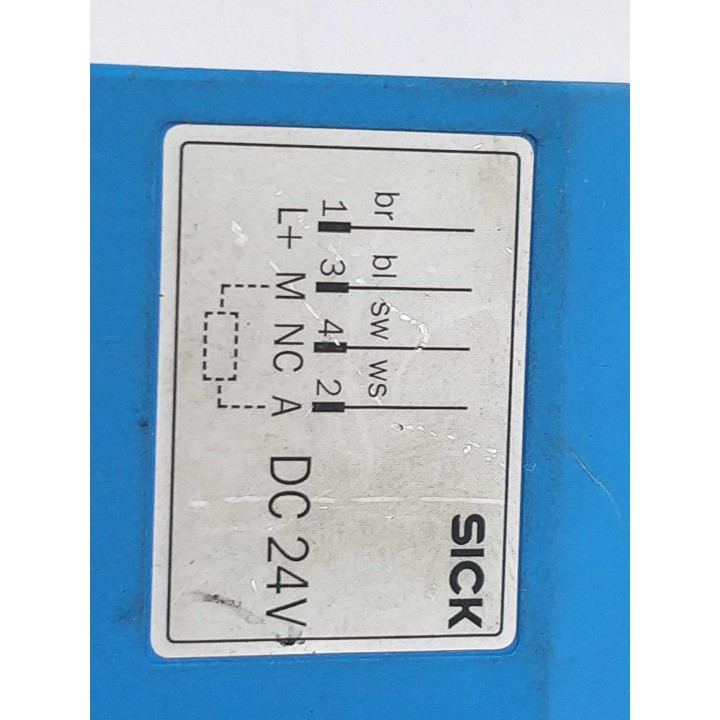 SICK
br bl sw ws
1 3 4 2
L+ M NC A DC 24V